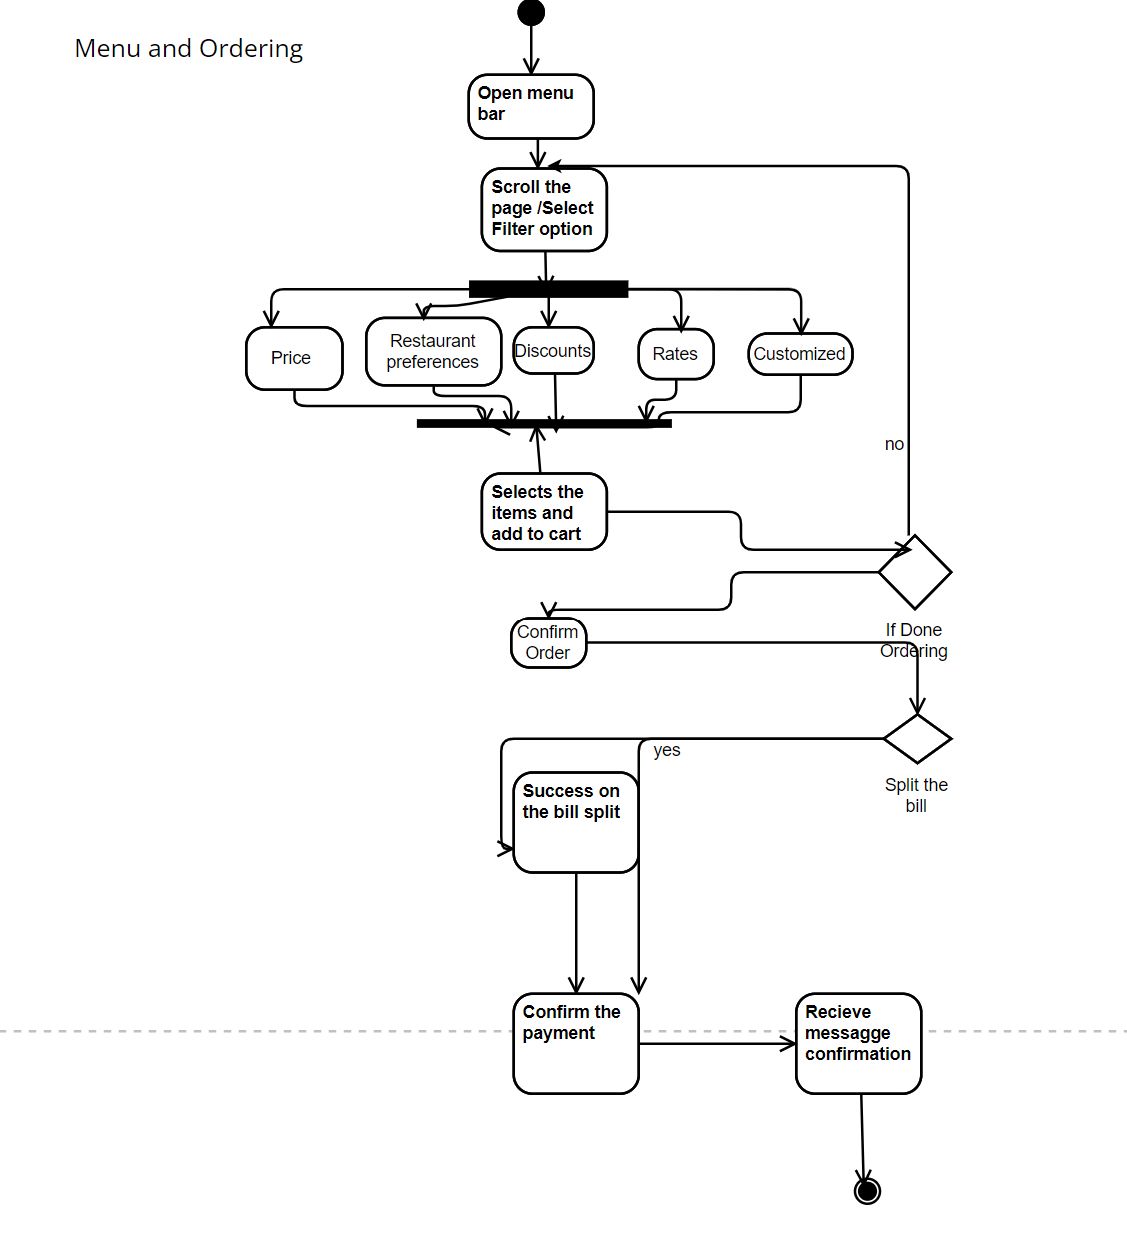 Menu and Ordering
Open menu
bar
Scroll the
page /Select
Filter option
Price
Restaurant
preferences
Discounts
Rates
Customized
no
Selects the
items and
add to cart
If Done
Ordering
Confirm
Order
yes
Split the
bill
Success on
the bill split
Confirm the
payment
Recieve
messagge
confirmation